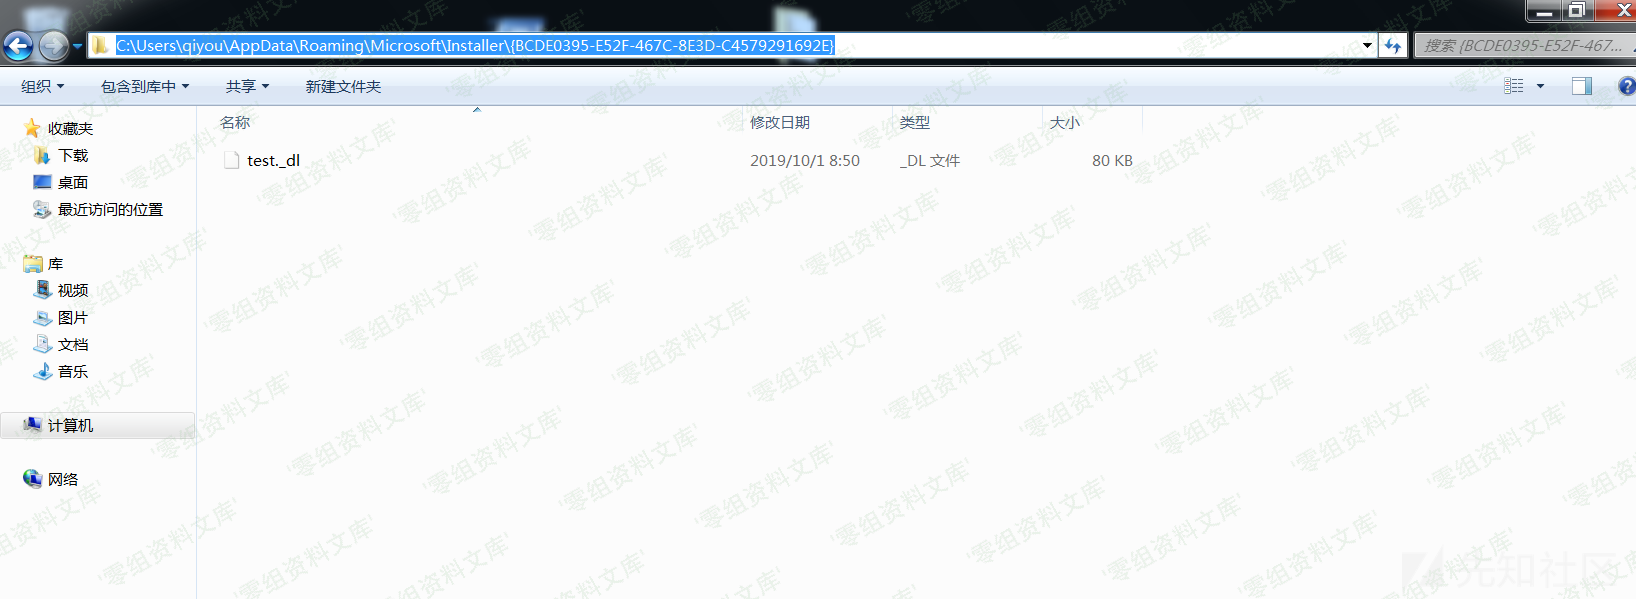 C:\Users\qiyou\AppData\Roaming\Microsoft\Installer\{BCDE0395-E52F-467C-8E3D-C4579291692E}
搜索 {BCDE0395-E52F-467...
组织 包含到库中 共享 新建文件夹
名称 修改日期 类型 大小
test._dl 2019/10/1 8:50 _DL 文件 80 KB
收藏夹
下载
桌面
最近访问的位置
库
视频
图片
文档
音乐
计算机
网络
'零组资料文库'
先知社区